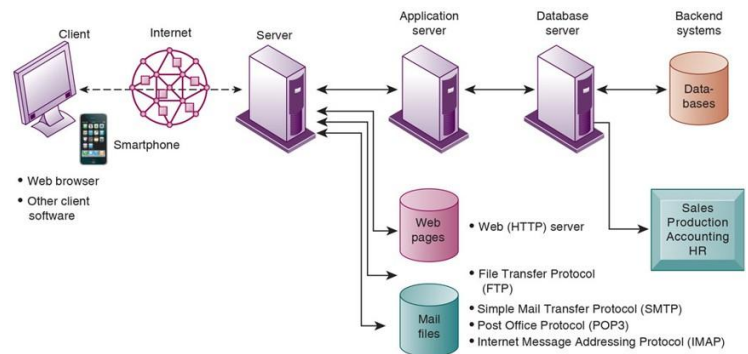 Client
Internet
Server
Application
server
Database
server
Backend
systems
Data-
bases
Smartphone
• Web browser
• Other client
software
Web
pages
• Web (HTTP) server
Sales
Production
Accounting
HR
• File Transfer Protocol
(FTP)
Mail
files
• Simple Mail Transfer Protocol (SMTP)
• Post Office Protocol (POP3)
• Internet Message Addressing Protocol (IMAP)